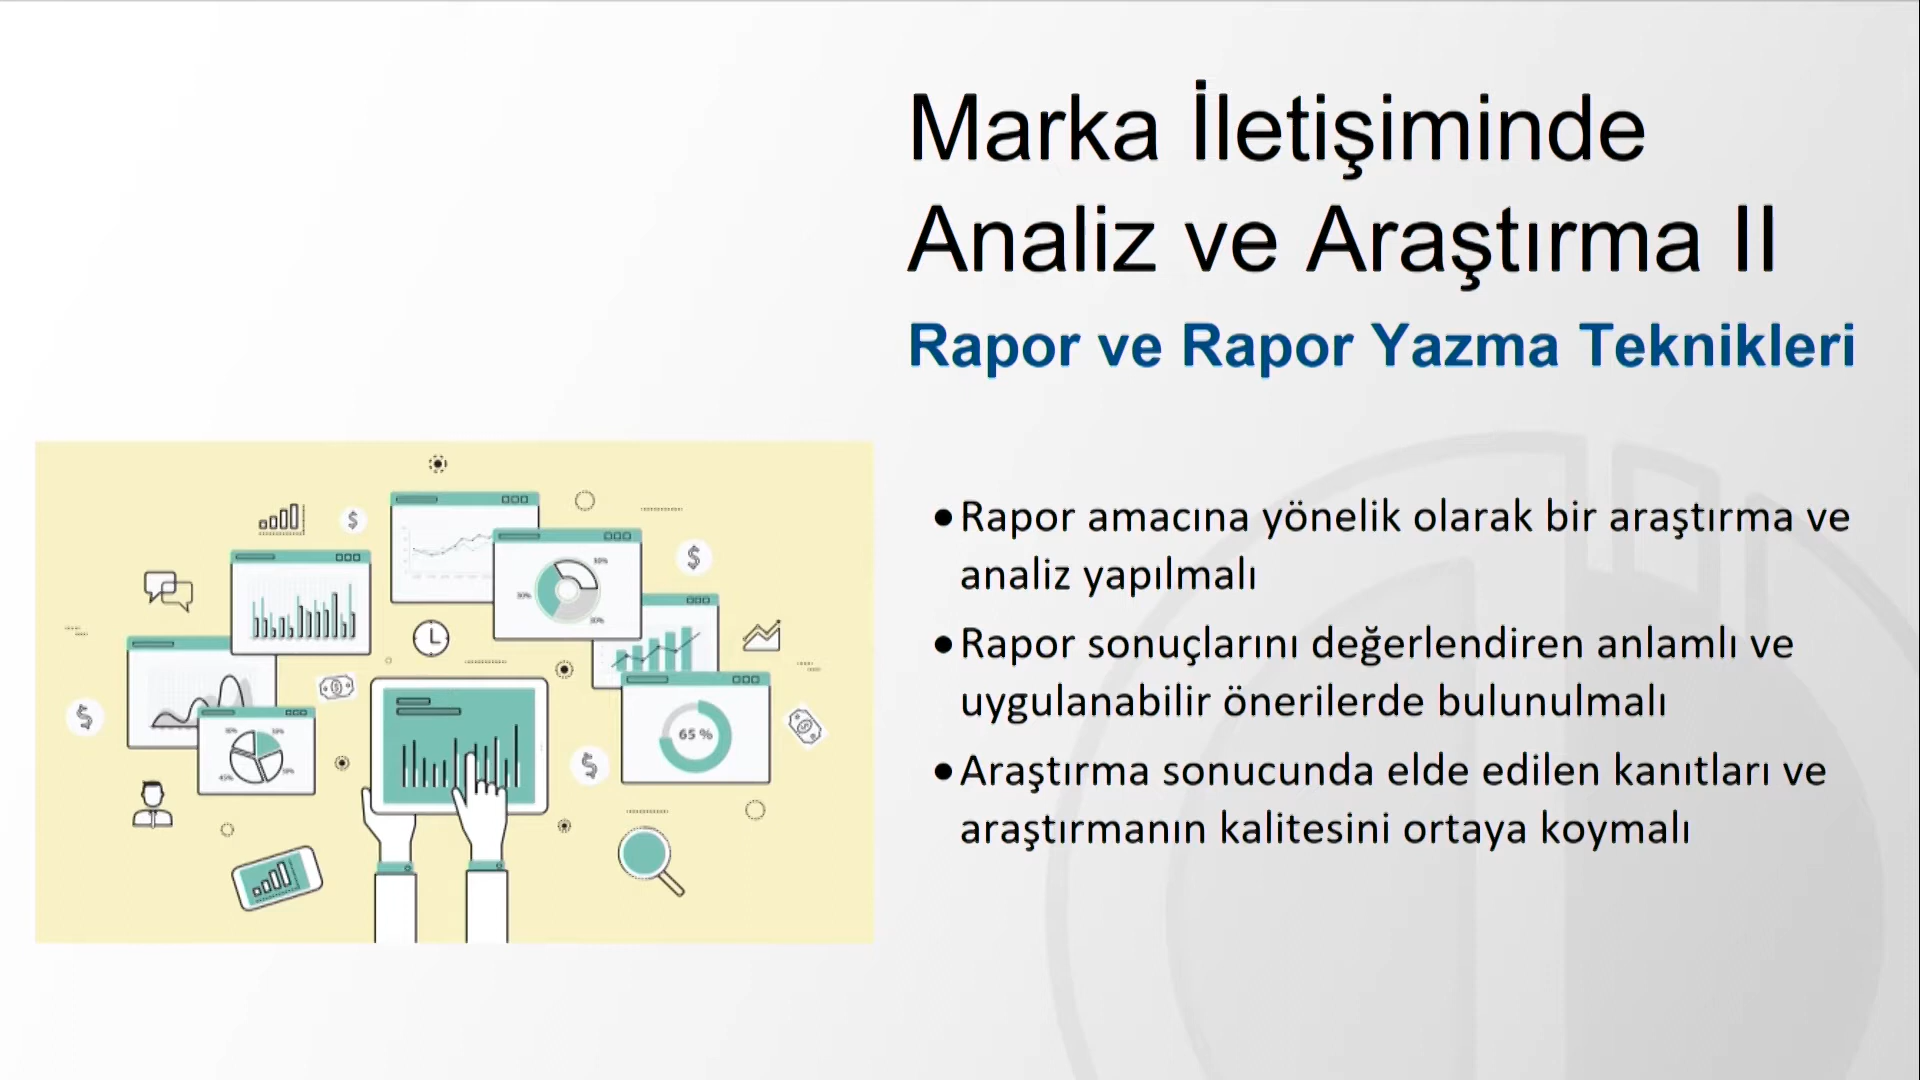 Marka İletişiminde
Analiz ve Araştırma II
Rapor ve Rapor Yazma Teknikleri
●Rapor amacına yönelik olarak bir araştırma ve
analiz yapılmalı
●Rapor sonuçlarını değerlendiren anlamlı ve
uygulanabilir önerilerde bulunulmalı
●Araştırma sonucunda elde edilen kanıtları ve
araştırmanın kalitesini ortaya koymalı
65 %